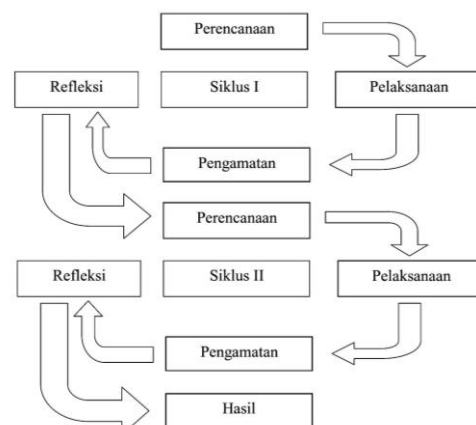 Perencanaan
Refleksi
Siklus I
Pelaksanaan
Pengamatan
Perencanaan
Refleksi
Siklus II
Pelaksanaan
Pengamatan
Hasil